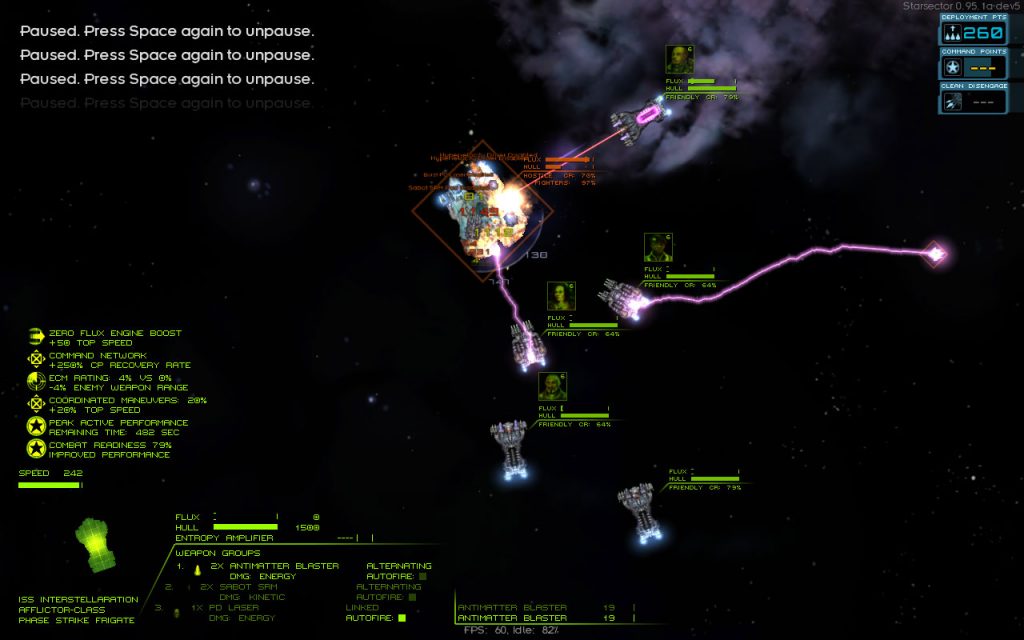 Starsector 0.95.1a-dev5
Paused. Press Space again to unpause.
Paused. Press Space again to unpause.
Paused. Press Space again to unpause.
Paused. Press Space again to unpause.
DEPLOYMENT PTS
260
COMMAND POINTS
---
CLEAN DISENGAGE
---
FLUX
HULL
FRIENDLY CR: 79%
FLUX
HULL
HOSTILE CR: 70%
FIGHTERS: 97%
138
FLUX
HULL
FRIENDLY CR: 64%
FLUX
HULL
FRIENDLY CR: 64%
FLUX
HULL
FRIENDLY CR: 64%
FLUX
HULL
FRIENDLY CR: 79%
ZERO FLUX ENGINE BOOST
+50 TOP SPEED
COMMAND NETWORK
+250% CP RECOVERY RATE
ECM RATING: 4% VS 0%
-4% ENEMY WEAPON RANGE
COORDINATED MANEUVERS: 20%
+20% TOP SPEED
PEAK ACTIVE PERFORMANCE
REMAINING TIME: 482 SEC
COMBAT READINESS 79%
IMPROVED PERFORMANCE
SPEED 242
FLUX 0
HULL 1500
ENTROPY AMPLIFIER ----
WEAPON GROUPS
1. 2X ANTIMATTER BLASTER ALTERNATING
DMG: ENERGY AUTOFIRE:
2. 2X SABOT SRM ALTERNATING
DMG: KINETIC AUTOFIRE:
3. 1X PD LASER LINKED
DMG: ENERGY AUTOFIRE:
ISS INTERSTELLARATION
AFFLICTOR-CLASS
PHASE STRIKE FRIGATE
ANTIMATTER BLASTER 19
ANTIMATTER BLASTER 19
FPS: 60, Idle: 82%